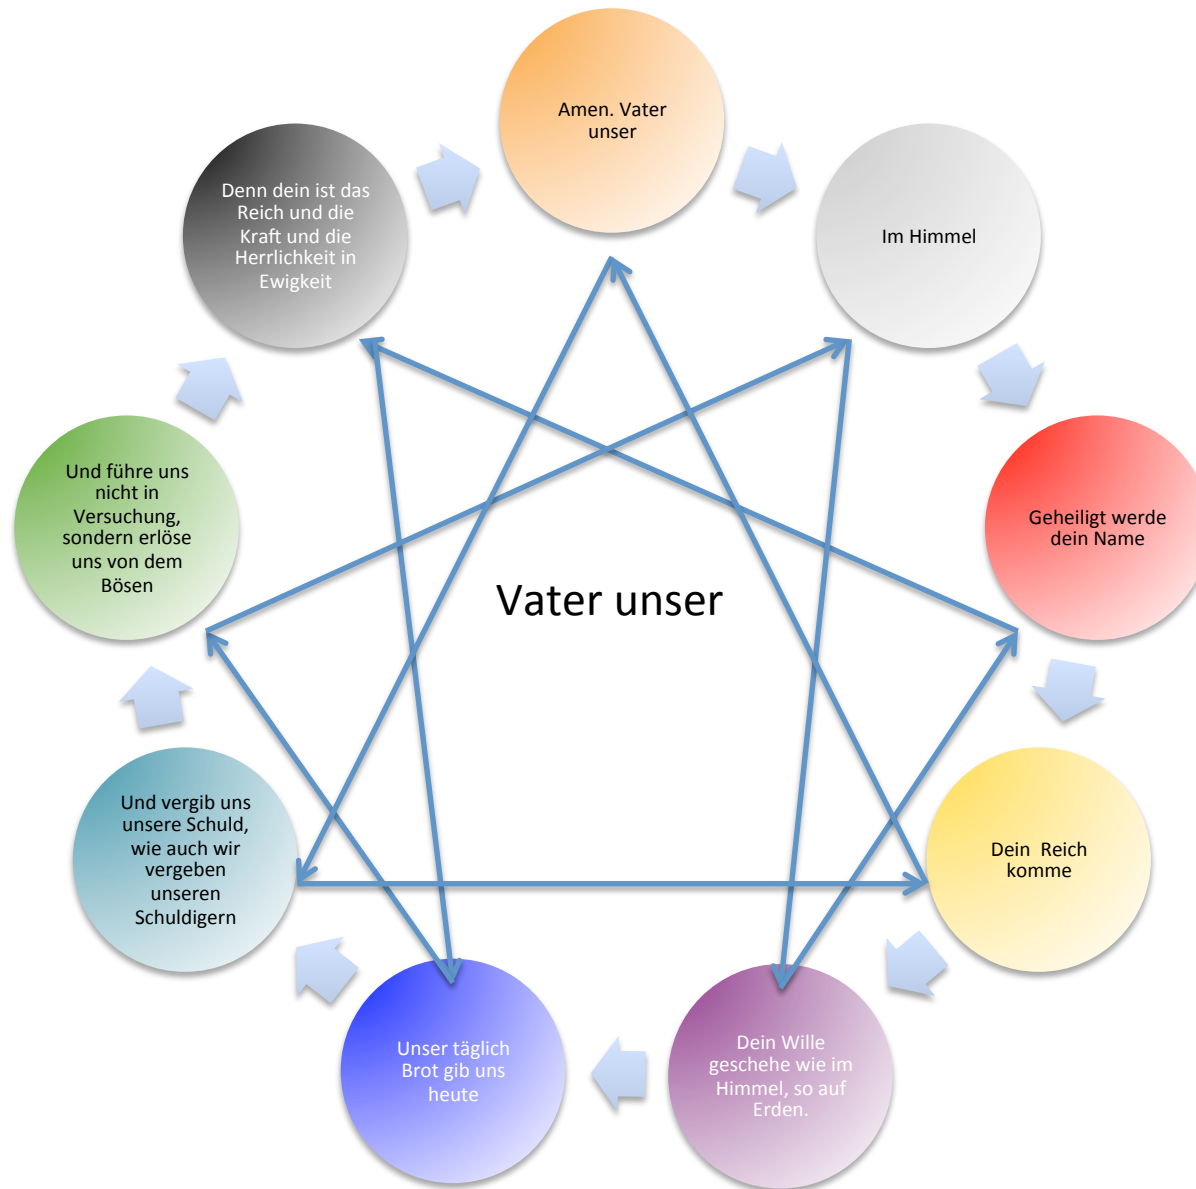 Amen. Vater
unser
Im Himmel
Geheiligt werde
dein Name
Dein Reich
komme
Dein Wille
geschehe wie im
Himmel, so auf
Erden.
Unser täglich
Brot gib uns
heute
Und vergib uns
unsere Schuld,
wie auch wir
vergeben
unseren
Schuldigern
Und führe uns
nicht in
Versuchung,
sondern erlöse
uns von dem
Bösen
Denn dein ist das
Reich und die
Kraft und die
Herrlichkeit in
Ewigkeit
Vater unser